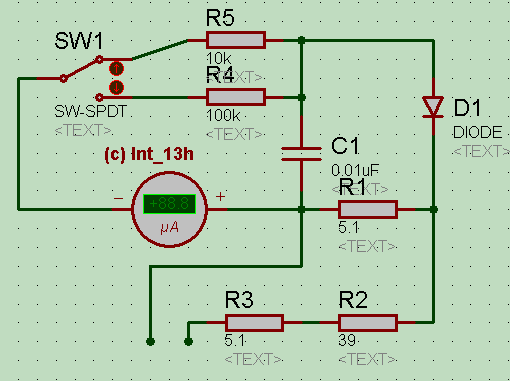 R5
SW1
10k
<TEXT>
R4
SW-SPDT
<TEXT>
100k
<TEXT>
D1
DIODE
<TEXT>
C1
0.01uF
<TEXT>
(c) Int_13h
R1
5.1
<TEXT>
− +
+88.8
µA
R3
5.1
<TEXT>
R2
39
<TEXT>